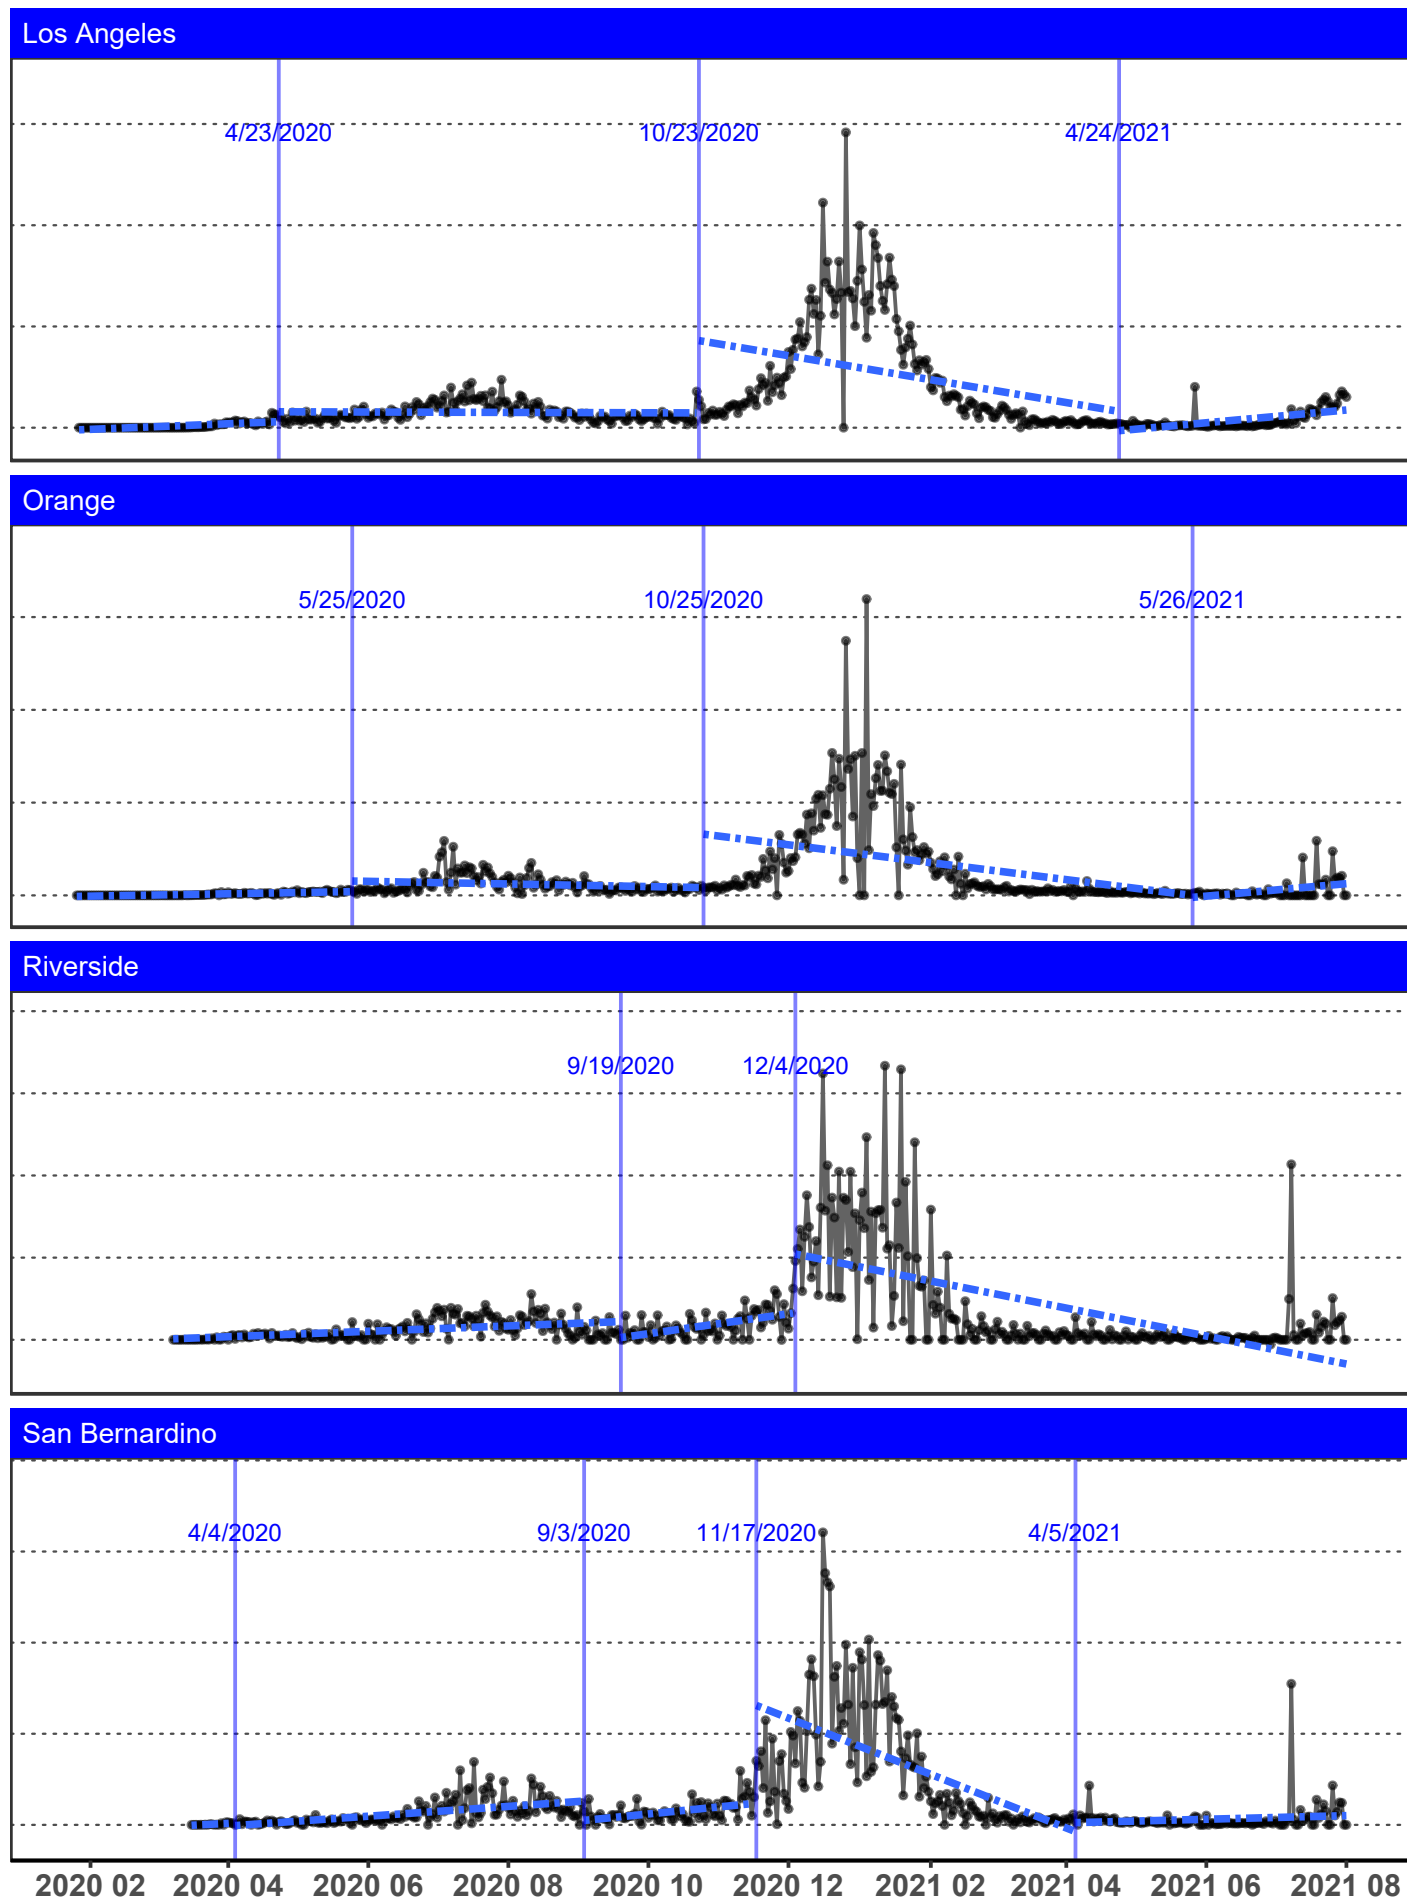 Los Angeles
4/23/2020 10/23/2020 4/24/2021
Orange
5/25/2020 10/25/2020 5/26/2021
Riverside
9/19/2020 12/4/2020
San Bernardino
4/4/2020 9/3/2020 11/17/2020 4/5/2021
2020 02 2020 04 2020 06 2020 08 2020 10 2020 12 2021 02 2021 04 2021 06 2021 08